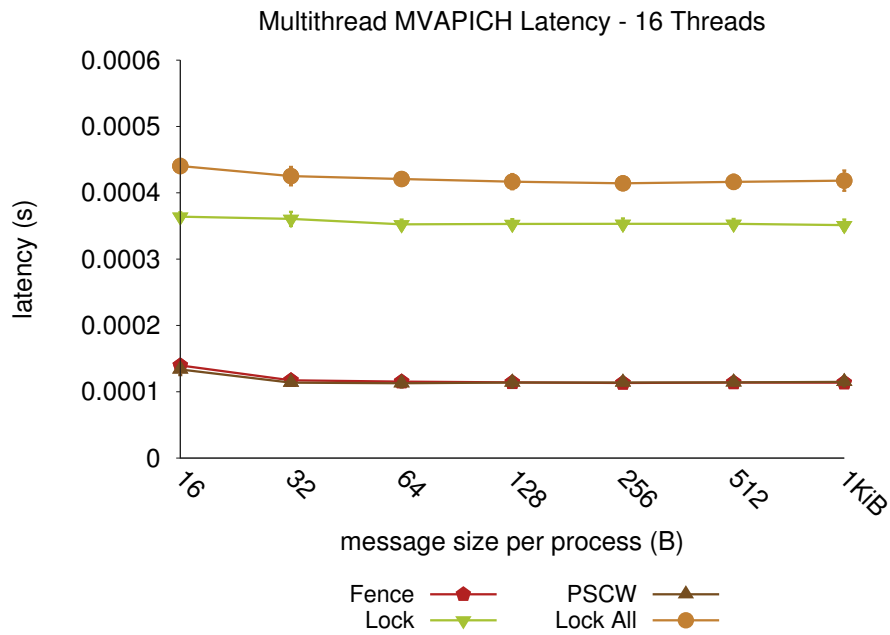 Multithread MVAPICH Latency - 16 Threads
0.0006
0.0005
0.0004
0.0003
0.0002
0.0001
0
latency (s)
16 32 64 128 256 512 1KiB
message size per process (B)
Fence PSCW
Lock Lock All